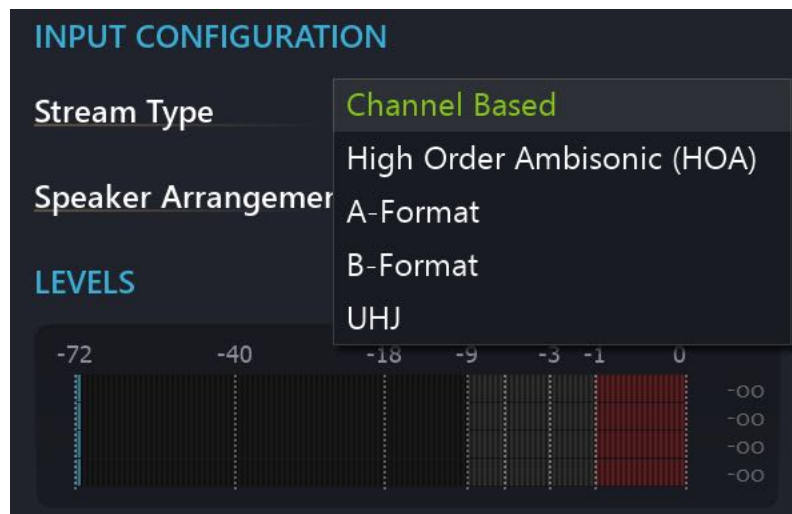 INPUT CONFIGURATION
Stream Type
Channel Based
High Order Ambisonic (HOA)
Speaker
A-Format
B-Format
LEVELS
UHJ
-72 -40 -18 -9 -3 -1 0
-oo
-oo
-oo
-oo